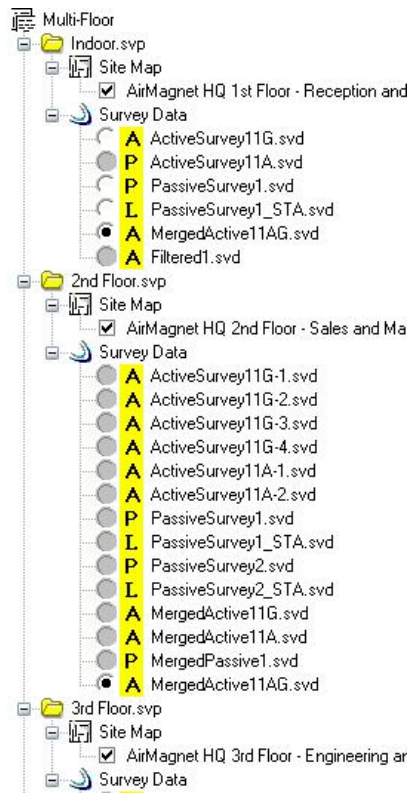 Multi-Floor
Indoor.svp
Site Map
AirMagnet HQ 1st Floor - Reception and
Survey Data
A ActiveSurvey11G.svd
P ActiveSurvey11A.svd
P PassiveSurvey1.svd
L PassiveSurvey1_STA.svd
A MergedActive11AG.svd
A Filtered1.svd
2nd Floor.svp
Site Map
AirMagnet HQ 2nd Floor - Sales and Ma
Survey Data
A ActiveSurvey11G-1.svd
A ActiveSurvey11G-2.svd
A ActiveSurvey11G-3.svd
A ActiveSurvey11G-4.svd
A ActiveSurvey11A-1.svd
A ActiveSurvey11A-2.svd
P PassiveSurvey1.svd
L PassiveSurvey1_STA.svd
P PassiveSurvey2.svd
L PassiveSurvey2_STA.svd
A MergedActive11G.svd
A MergedActive11A.svd
P MergedPassive1.svd
A MergedActive11AG.svd
3rd Floor.svp
Site Map
AirMagnet HQ 3rd Floor - Engineering ar
Survey Data